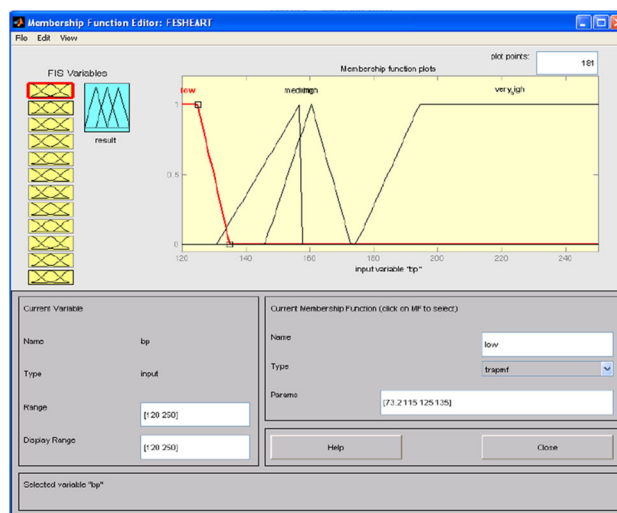 Membership Function Editor: FESHEART
File Edit View
FIS Variables
result
Membership function plots
plot points:
181
low
very_high
1
0.5
0
120 140 160 180 200 220 240
input variable "bp"
Current Variable
Name bp
Type input
Range [120 250]
Display Range [120 250]
Current Membership Function (click on MF to select)
Name low
Type trapmf
Params [73.2 115 125 135]
Help Close
Selected variable "bp"